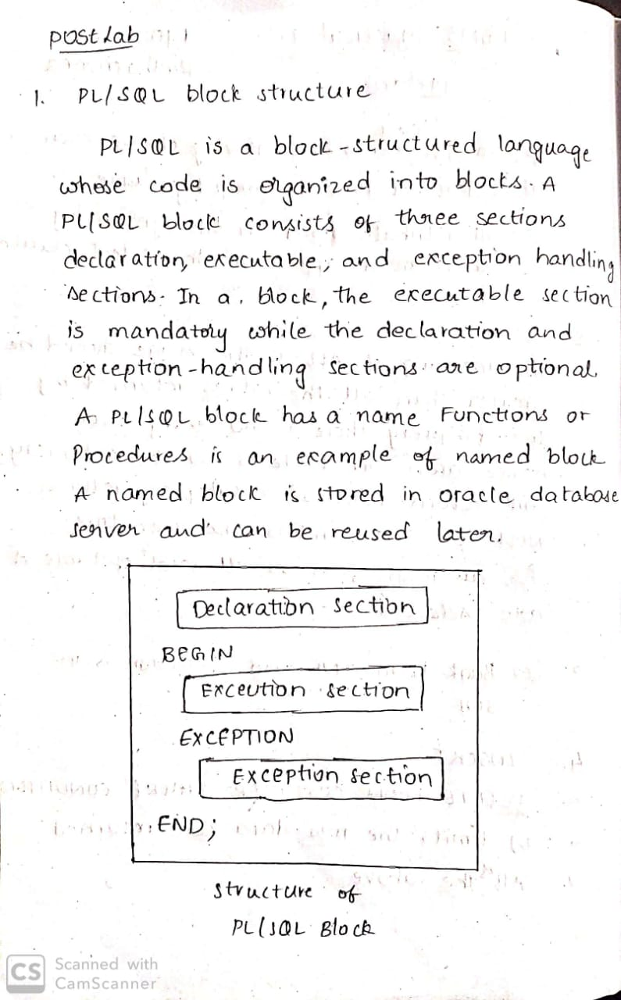 post Lab
1. PL/SQL block structure
PL/SQL is a block-structured language
whose code is organized into blocks. A
PL/SQL block consists of three sections
declaration, executable, and exception handling
sections. In a block, the executable section
is mandatory while the declaration and
exception-handling sections are optional.
A PL/SQL block has a name Functions or
Procedures is an example of named block
A named block is stored in oracle database
server and can be reused later.
Declaration section
BEGIN
Exceution section
EXCEPTION
Exception section
END;
structure of
PL/SQL Block
CS Scanned with
CamScanner